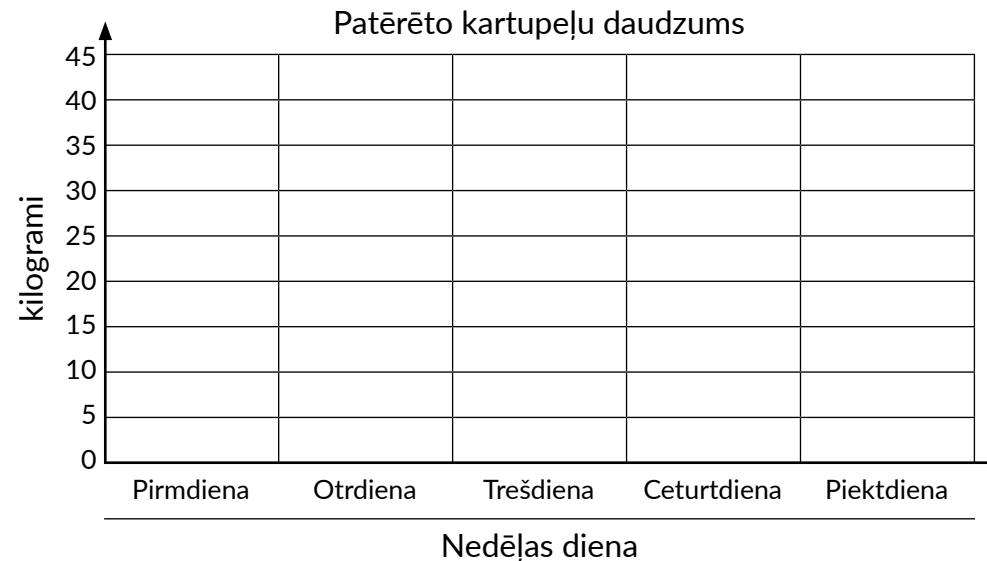 Patērēto kartupeļu daudzums
kilogrami
45
40
35
30
25
20
15
10
5
0
Pirmdiena Otrdiena Trešdiena Ceturtdiena Piektdiena
Nedēļas diena